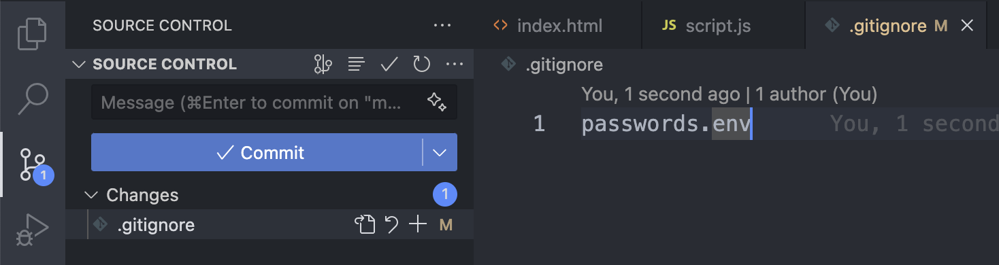 SOURCE CONTROL ...
index.html
JS script.js
.gitignore M
SOURCE CONTROL ...
.gitignore
Message (⌘Enter to commit on "m...
You, 1 second ago | 1 author (You)
1 passwords.env You, 1 second
Commit
1
Changes 1
.gitignore M